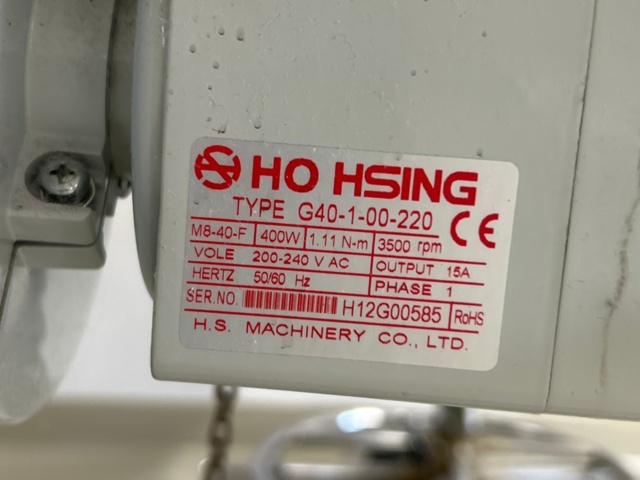 HO HSING
TYPE G40-1-00-220
CE
M8-40-F 400W 1.11 N-m 3500 rpm
VOLE 200-240 V AC OUTPUT 15A
HERTZ 50/60 Hz PHASE 1
SER.NO. H12G00585 RoHS
H.S. MACHINERY CO., LTD.